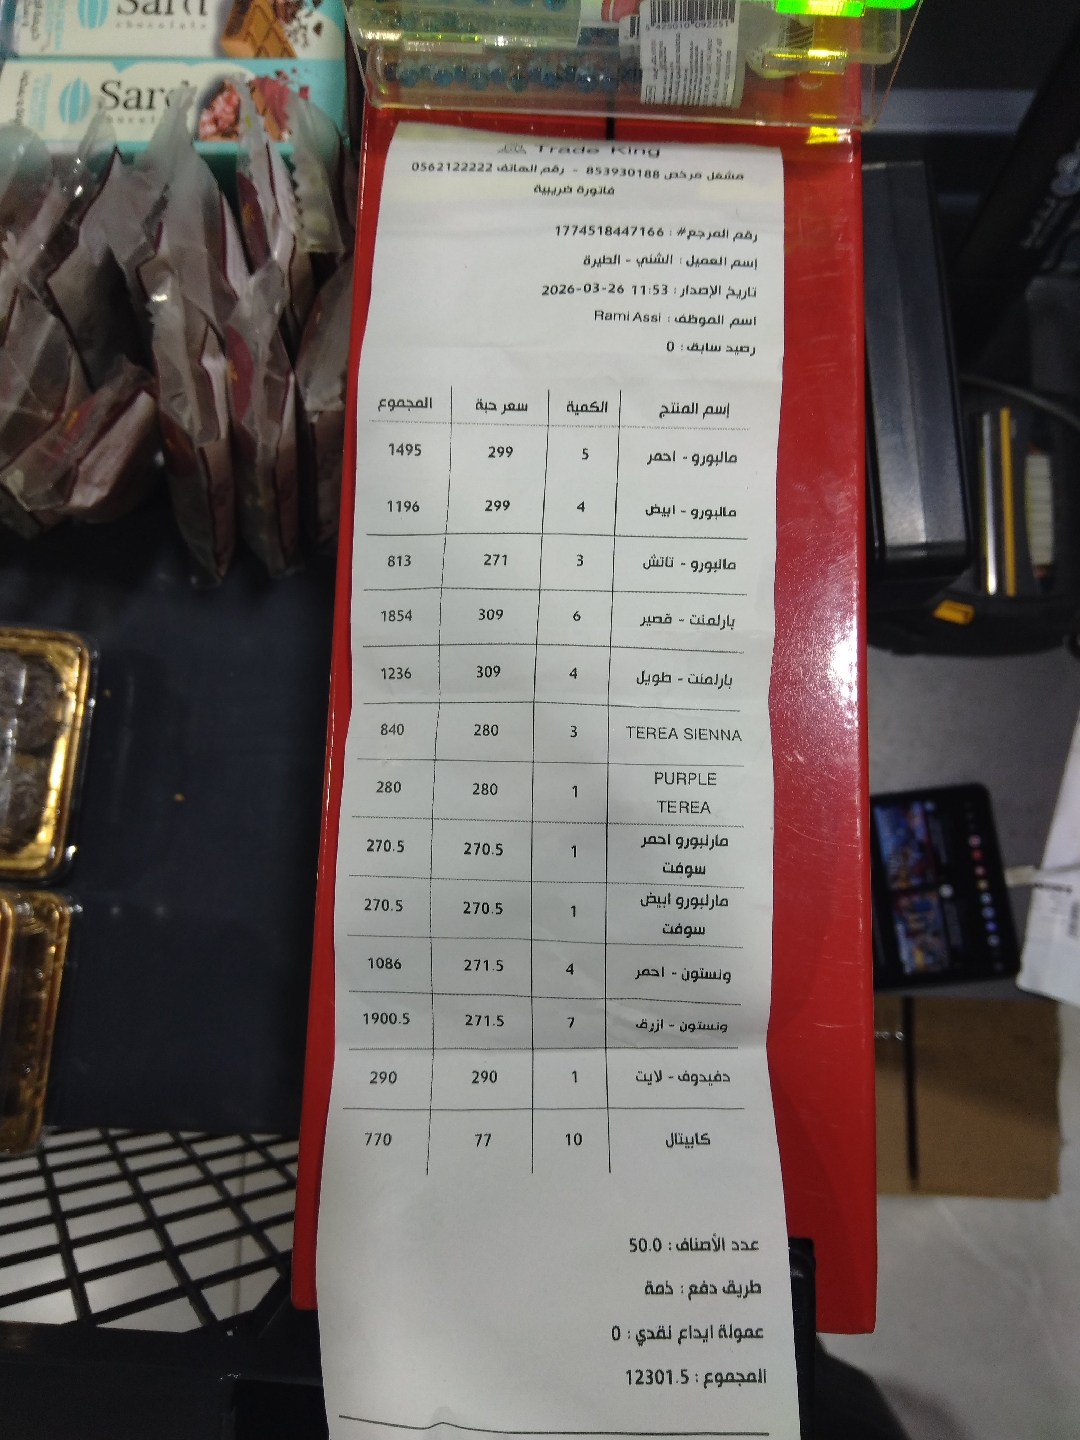 Sard
chocolate
Sard
5425010092251
Trade King
مشغل مرخص 853930188 - رقم الهاتف 0562122222
فاتورة ضريبية
رقم المرجع# : 1774518447166
إسم العميل : الشني - الطيرة
تاريخ الإصدار : 11:53 2026-03-26
اسم الموظف : Rami Assi
رصيد سابق : 0
إسم المنتج الكمية سعر حبة المجموع
مالبورو - احمر 5 299 1495
مالبورو - ابيض 4 299 1196
مالبورو - تاتش 3 271 813
بارلمنت - قصير 6 309 1854
بارلمنت - طويل 4 309 1236
TEREA SIENNA 3 280 840
PURPLE
TEREA 1 280 280
مارلبورو احمر
سوفت 1 270.5 270.5
مارلبورو ابيض
سوفت 1 270.5 270.5
ونستون - احمر 4 271.5 1086
ونستون - ازرق 7 271.5 1900.5
دفيدوف - لايت 1 290 290
كابيتال 10 77 770
عدد الأصناف : 50.0
طريق دفع : ذمة
عمولة ايداع نقدي : 0
المجموع : 12301.5